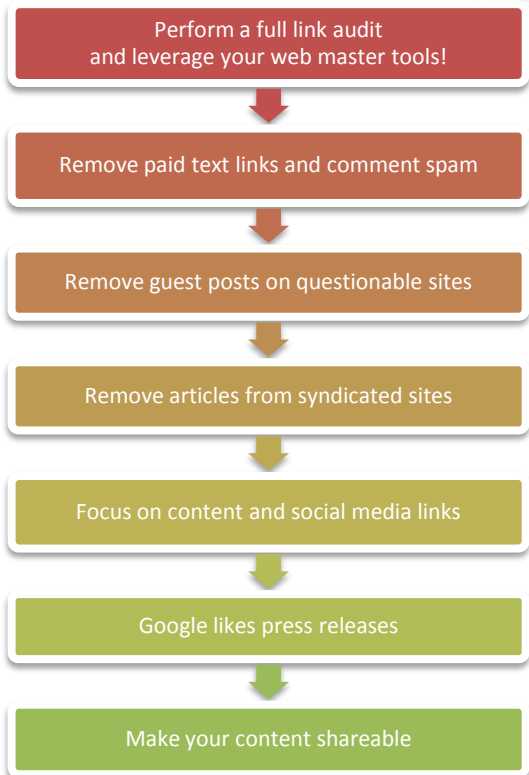 Perform a full link audit
and leverage your web master tools!
Remove paid text links and comment spam
Remove guest posts on questionable sites
Remove articles from syndicated sites
Focus on content and social media links
Google likes press releases
Make your content shareable